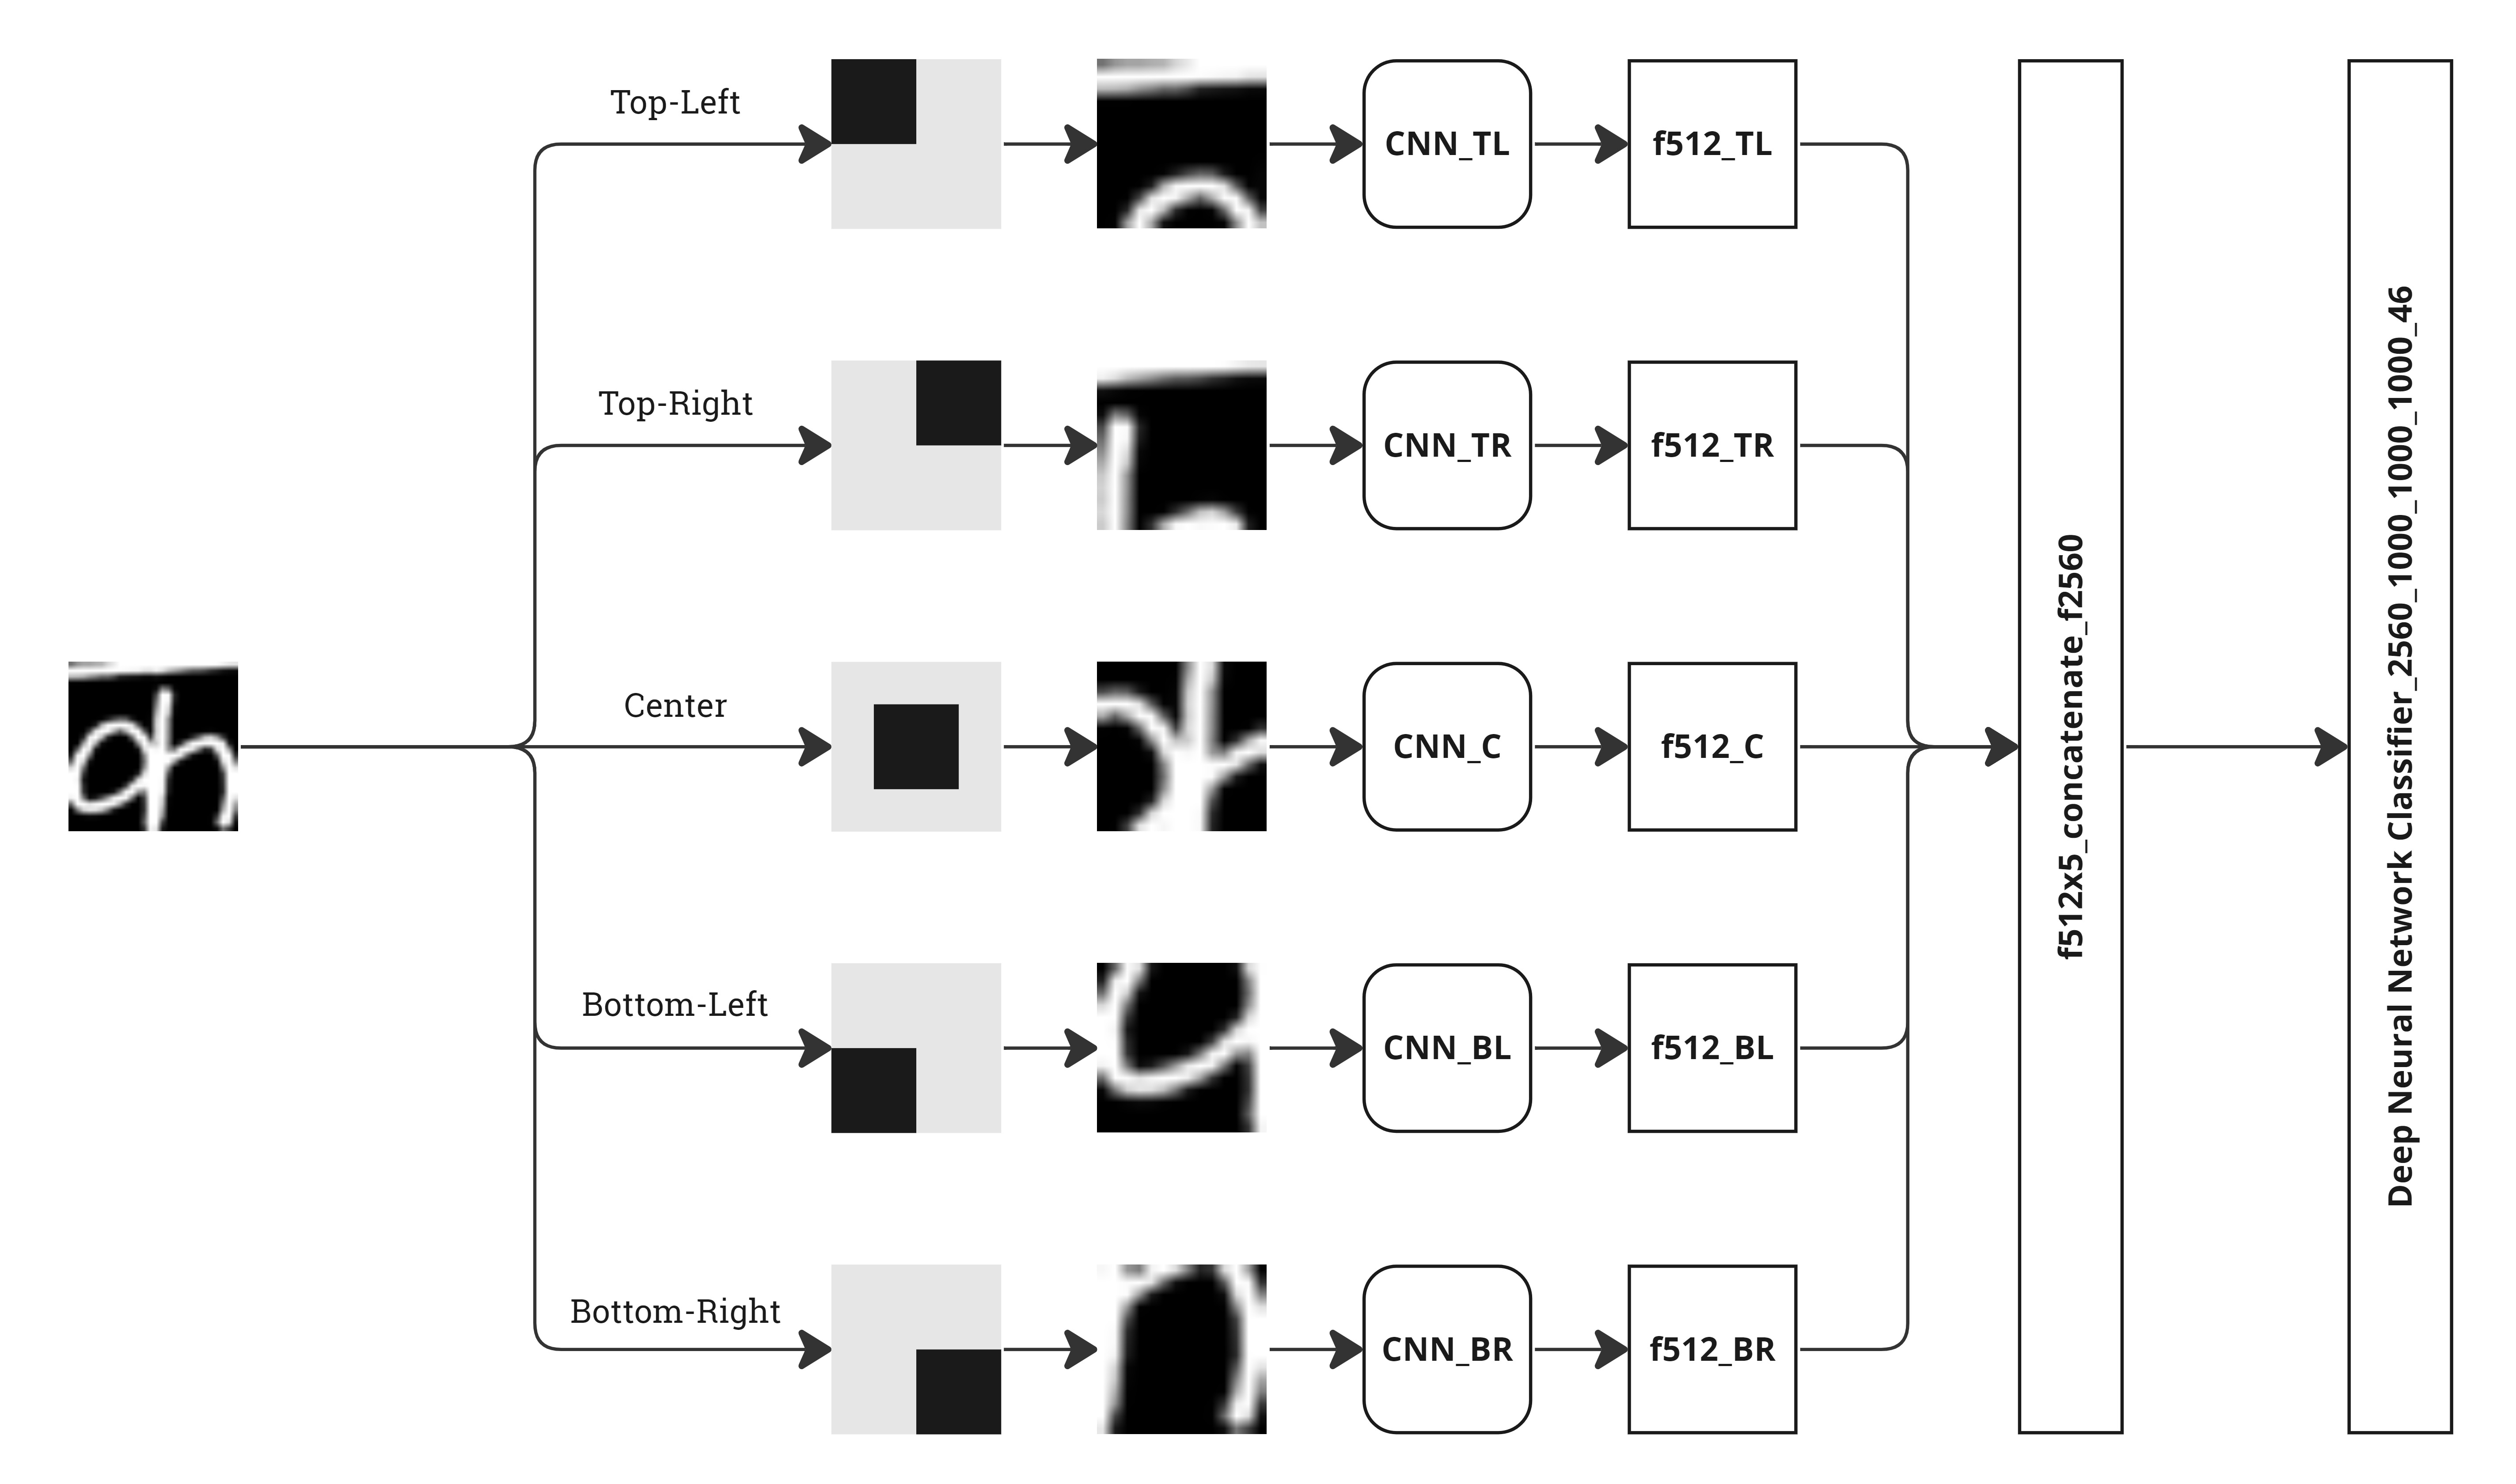 Top-Left
CNN_TL
f512_TL
Top-Right
CNN_TR
f512_TR
Center
CNN_C
f512_C
Bottom-Left
CNN_BL
f512_BL
Bottom-Right
CNN_BR
f512_BR
f512x5_concatenate_f2560
Deep Neural Network Classifier_2560_1000_1000_1000_46